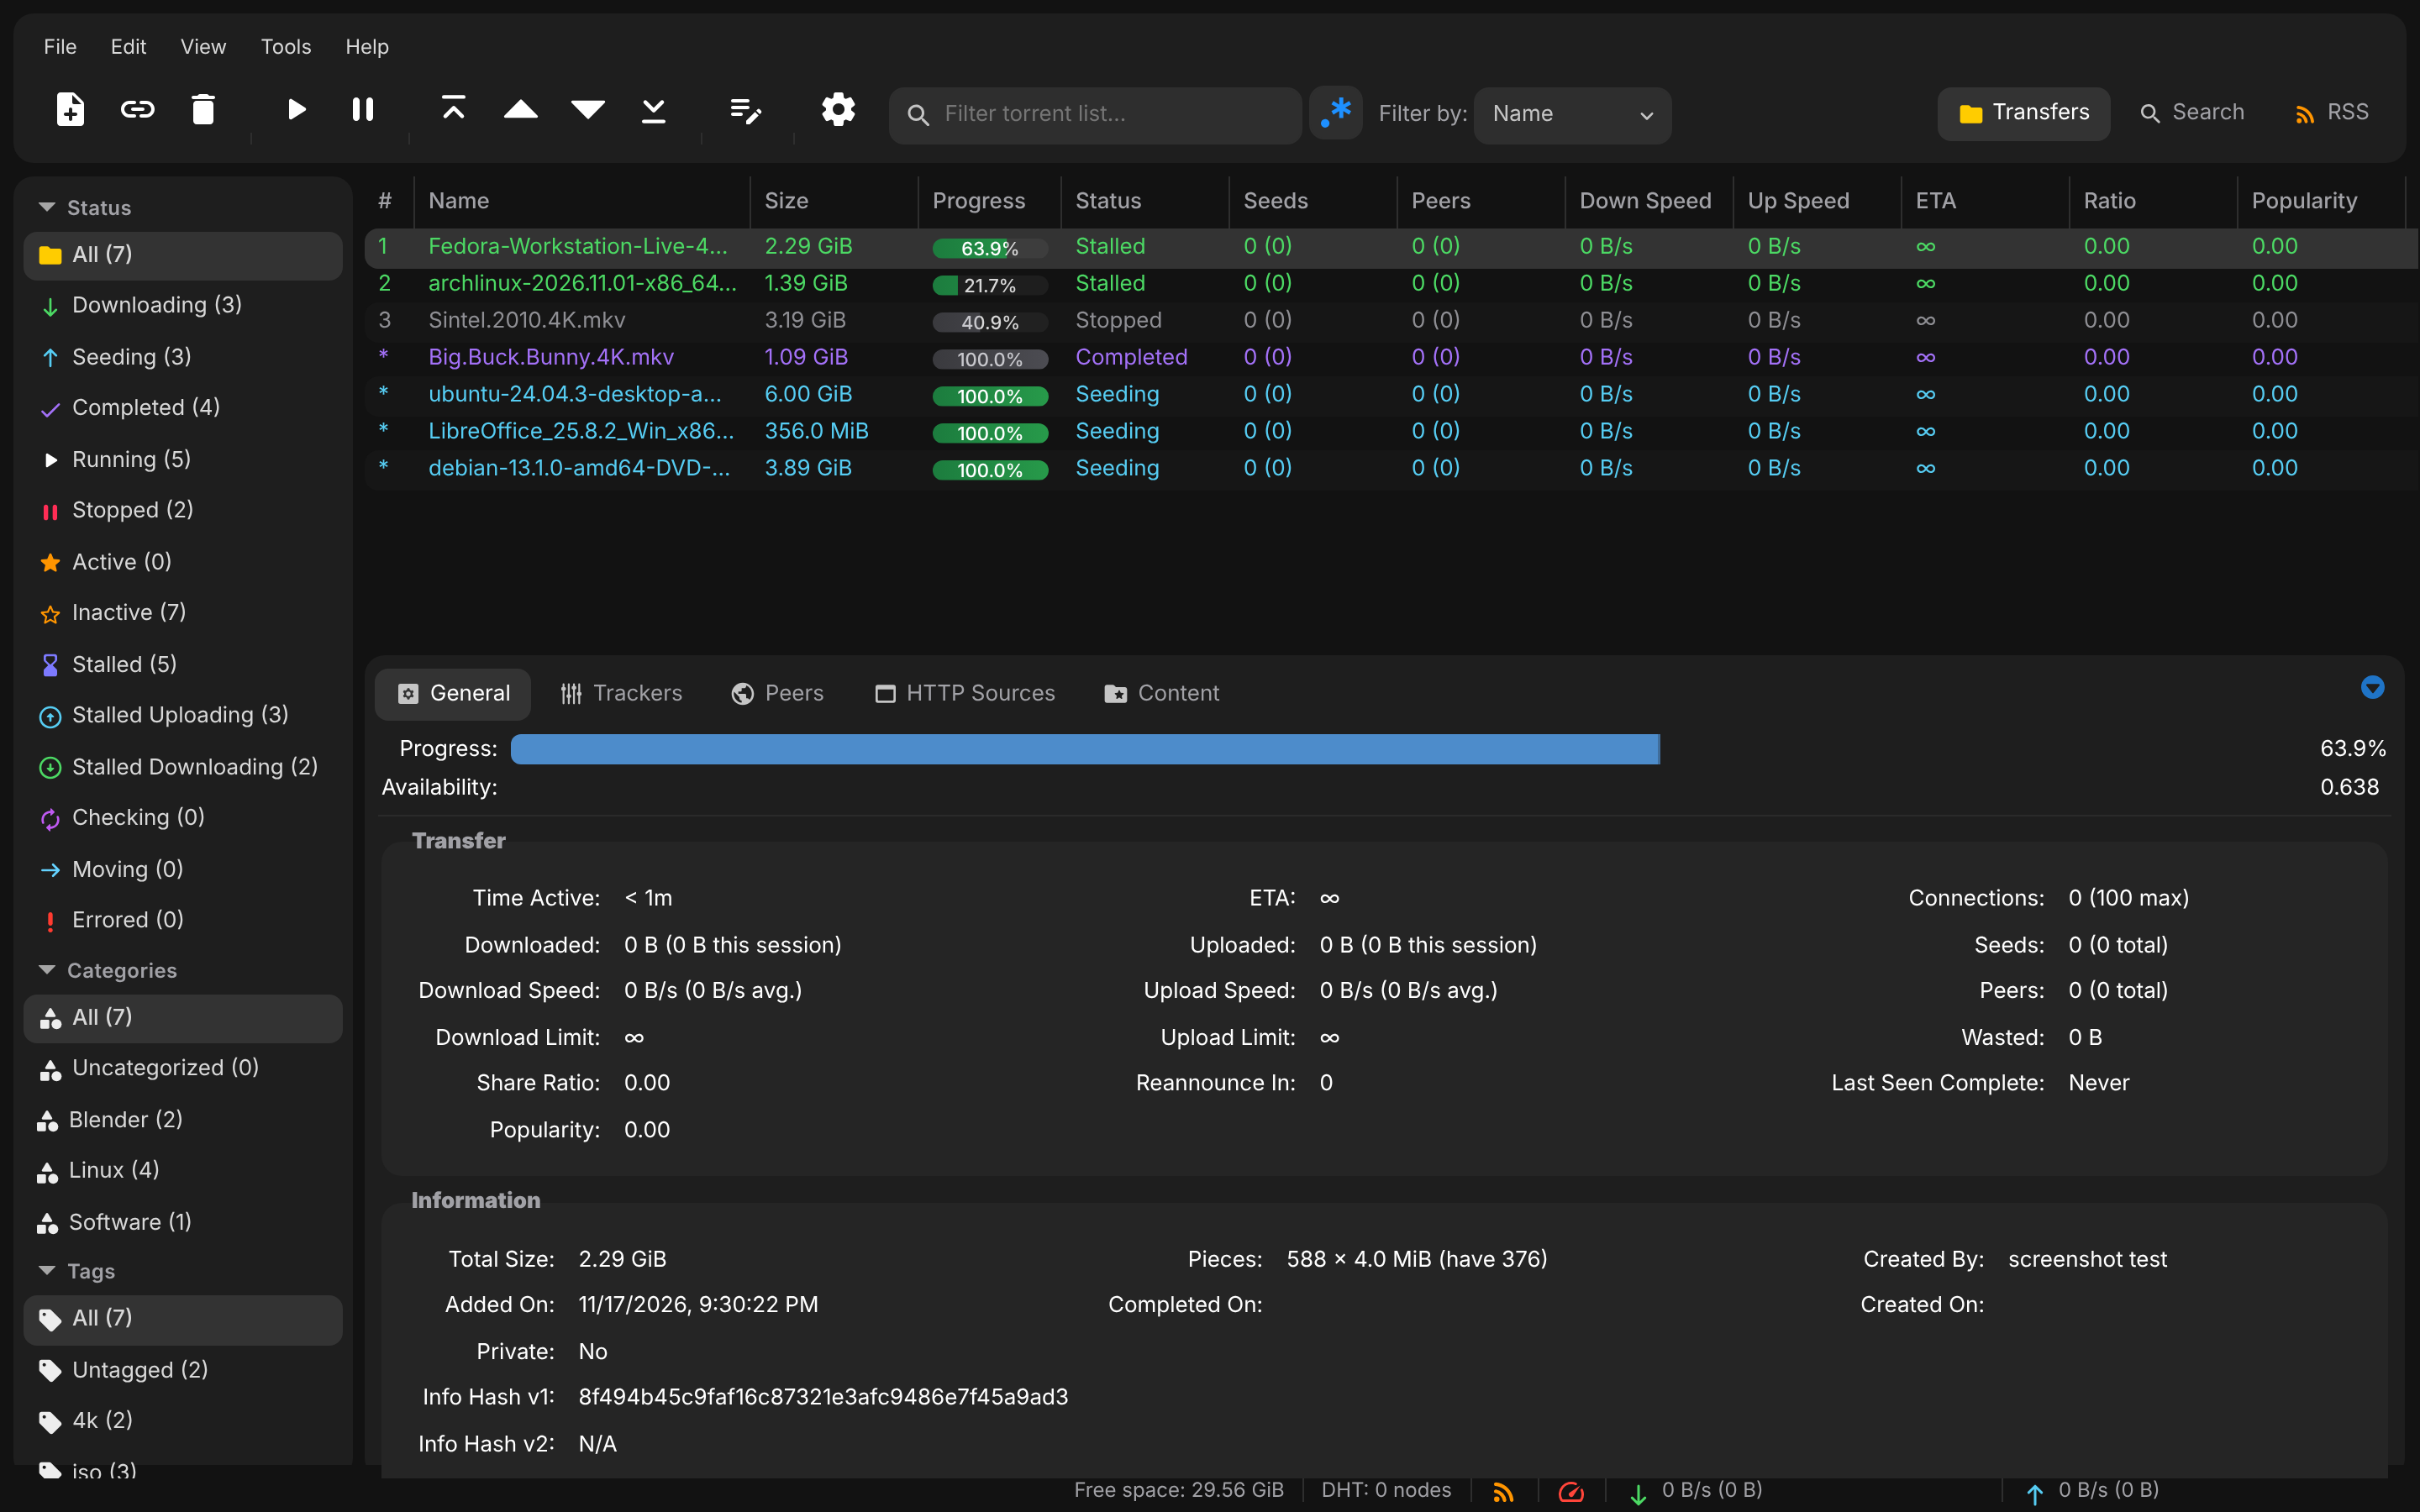 File Edit View Tools Help
Filter torrent list... .* Filter by: Name Transfers Search RSS
Status
All (7)
Downloading (3)
Seeding (3)
Completed (4)
Running (5)
Stopped (2)
Active (0)
Inactive (7)
Stalled (5)
Stalled Uploading (3)
Stalled Downloading (2)
Checking (0)
Moving (0)
Errored (0)
Categories
All (7)
Uncategorized (0)
Blender (2)
Linux (4)
Software (1)
Tags
All (7)
Untagged (2)
4k (2)
iso (3)
# Name Size Progress Status Seeds Peers Down Speed Up Speed ETA Ratio Popularity
1 Fedora-Workstation-Live-4... 2.29 GiB 63.9% Stalled 0 (0) 0 (0) 0 B/s 0 B/s ∞ 0.00 0.00
2 archlinux-2026.11.01-x86_64... 1.39 GiB 21.7% Stalled 0 (0) 0 (0) 0 B/s 0 B/s ∞ 0.00 0.00
3 Sintel.2010.4K.mkv 3.19 GiB 40.9% Stopped 0 (0) 0 (0) 0 B/s 0 B/s ∞ 0.00 0.00
* Big.Buck.Bunny.4K.mkv 1.09 GiB 100.0% Completed 0 (0) 0 (0) 0 B/s 0 B/s ∞ 0.00 0.00
* ubuntu-24.04.3-desktop-a... 6.00 GiB 100.0% Seeding 0 (0) 0 (0) 0 B/s 0 B/s ∞ 0.00 0.00
* LibreOffice_25.8.2_Win_x86... 356.0 MiB 100.0% Seeding 0 (0) 0 (0) 0 B/s 0 B/s ∞ 0.00 0.00
* debian-13.1.0-amd64-DVD-... 3.89 GiB 100.0% Seeding 0 (0) 0 (0) 0 B/s 0 B/s ∞ 0.00 0.00
General Trackers Peers HTTP Sources Content
Progress: 63.9%
Availability: 0.638
Transfer
Time Active: < 1m ETA: ∞ Connections: 0 (100 max)
Downloaded: 0 B (0 B this session) Uploaded: 0 B (0 B this session) Seeds: 0 (0 total)
Download Speed: 0 B/s (0 B/s avg.) Upload Speed: 0 B/s (0 B/s avg.) Peers: 0 (0 total)
Download Limit: ∞ Upload Limit: ∞ Wasted: 0 B
Share Ratio: 0.00 Reannounce In: 0 Last Seen Complete: Never
Popularity: 0.00
Information
Total Size: 2.29 GiB Pieces: 588 × 4.0 MiB (have 376) Created By: screenshot test
Added On: 11/17/2026, 9:30:22 PM Completed On: Created On:
Private: No
Info Hash v1: 8f494b45c9faf16c87321e3afc9486e7f45a9ad3
Info Hash v2: N/A
Free space: 29.56 GiB DHT: 0 nodes 0 B/s (0 B) 0 B/s (0 B)